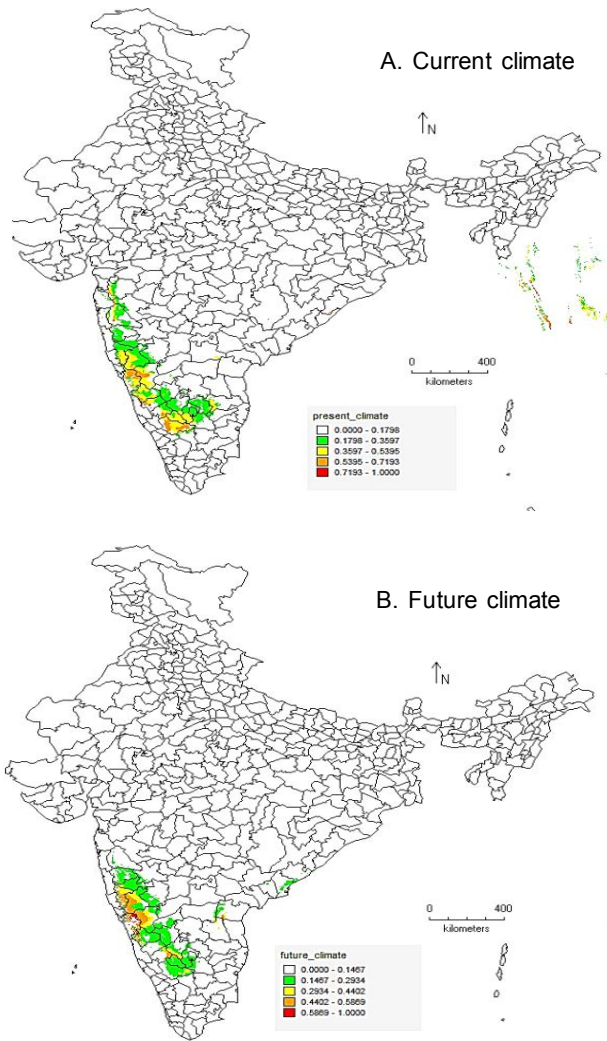 A. Current climate
N
0 400
kilometers
present_climate
0.0000 - 0.1798
0.1798 - 0.3597
0.3597 - 0.5395
0.5395 - 0.7193
0.7193 - 1.0000
B. Future climate
N
0 400
kilometers
future_climate
0.0000 - 0.1467
0.1467 - 0.2934
0.2934 - 0.4402
0.4402 - 0.5869
0.5869 - 1.0000